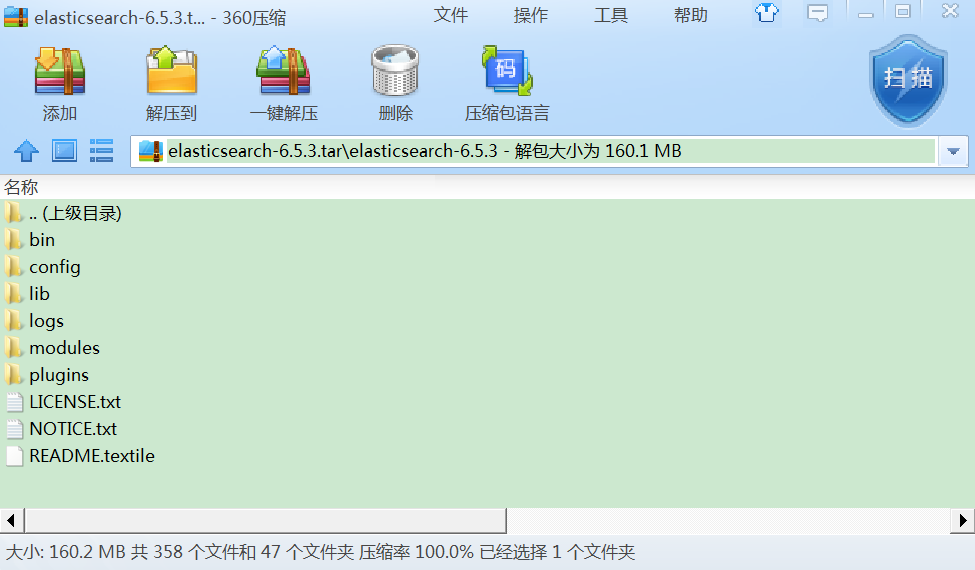 elasticsearch-6.5.3.t... - 360压缩 文件 操作 工具 帮助
添加 解压到 一键解压 删除 压缩包语言 码 扫描
elasticsearch-6.5.3.tar\elasticsearch-6.5.3 - 解包大小为 160.1 MB
名称
.. (上级目录)
bin
config
lib
logs
modules
plugins
LICENSE.txt
NOTICE.txt
README.textile
大小: 160.2 MB 共 358 个文件和 47 个文件夹 压缩率 100.0% 已经选择 1 个文件夹